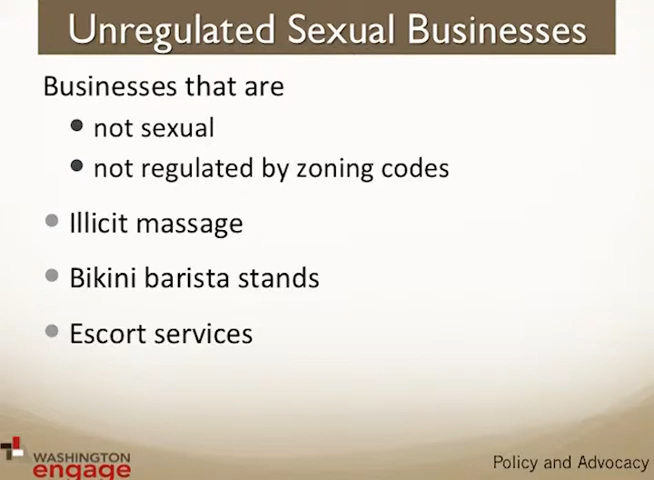 Unregulated Sexual Businesses
Businesses that are
not sexual
not regulated by zoning codes
Illicit massage
Bikini barista stands
Escort services
WASHINGTON
engage
Policy and Advocacy